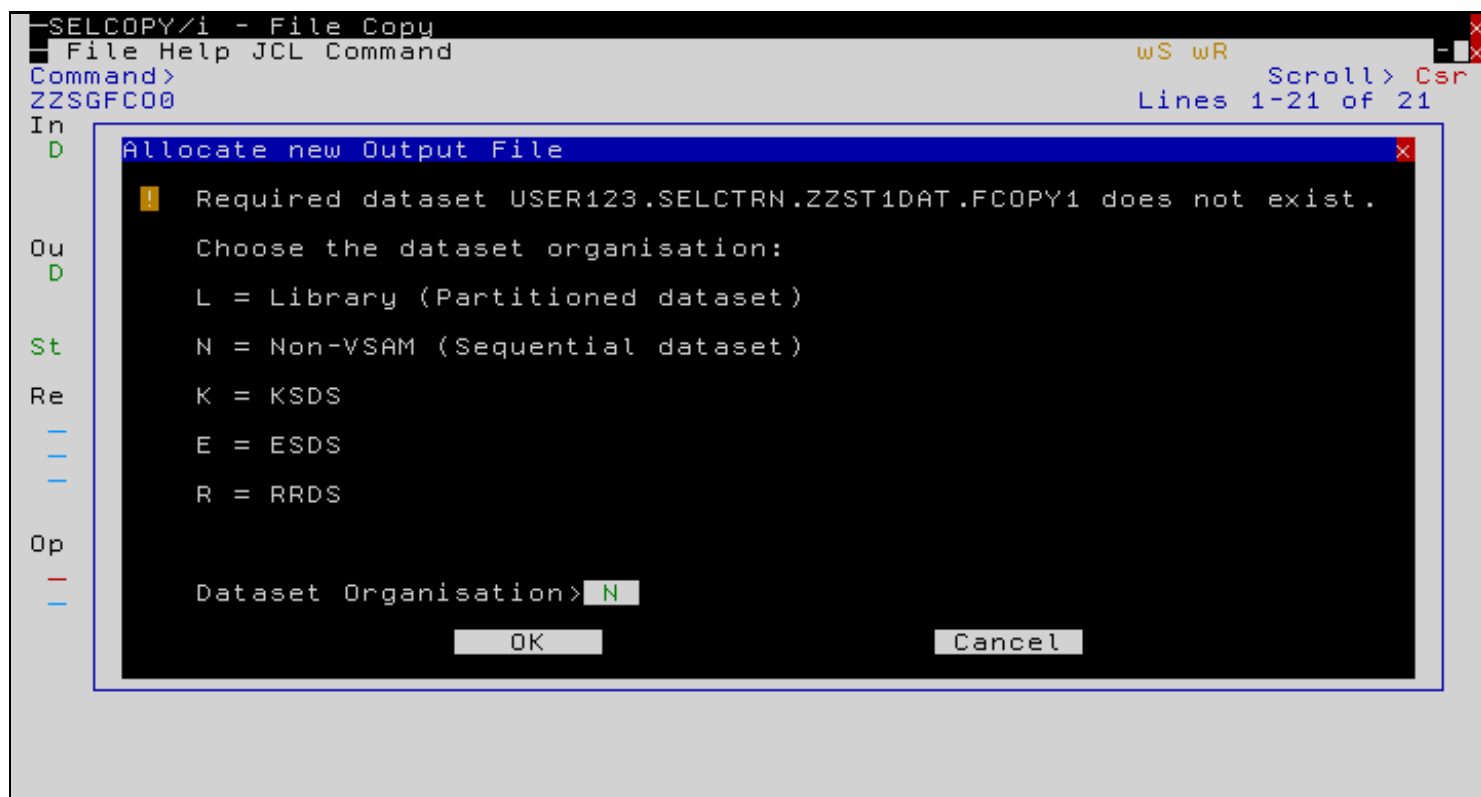 SELCOPY/i - File Copy
File Help JCL Command wS wR
Command> Scroll> Csr
ZZSGFC00 Lines 1-21 of 21
In
D Allocate new Output File x
! Required dataset USER123.SELCTRN.ZZST1DAT.FCOPY1 does not exist.
Ou Choose the dataset organisation:
D
L = Library (Partitioned dataset)
St N = Non-VSAM (Sequential dataset)
Re K = KSDS
E = ESDS
R = RRDS
Op
Dataset Organisation> N
OK Cancel